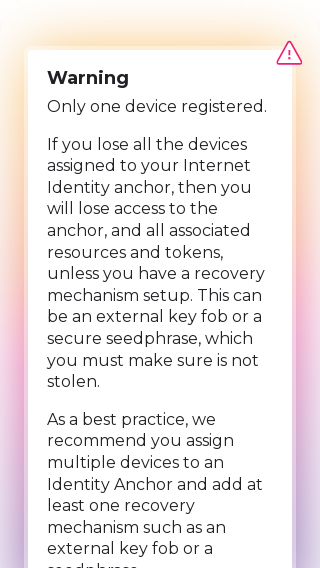 Warning
Only one device registered.
If you lose all the devices
assigned to your Internet
Identity anchor, then you
will lose access to the
anchor, and all associated
resources and tokens,
unless you have a recovery
mechanism setup. This can
be an external key fob or a
secure seedphrase, which
you must make sure is not
stolen.
As a best practice, we
recommend you assign
multiple devices to an
Identity Anchor and add at
least one recovery
mechanism such as an
external key fob or a